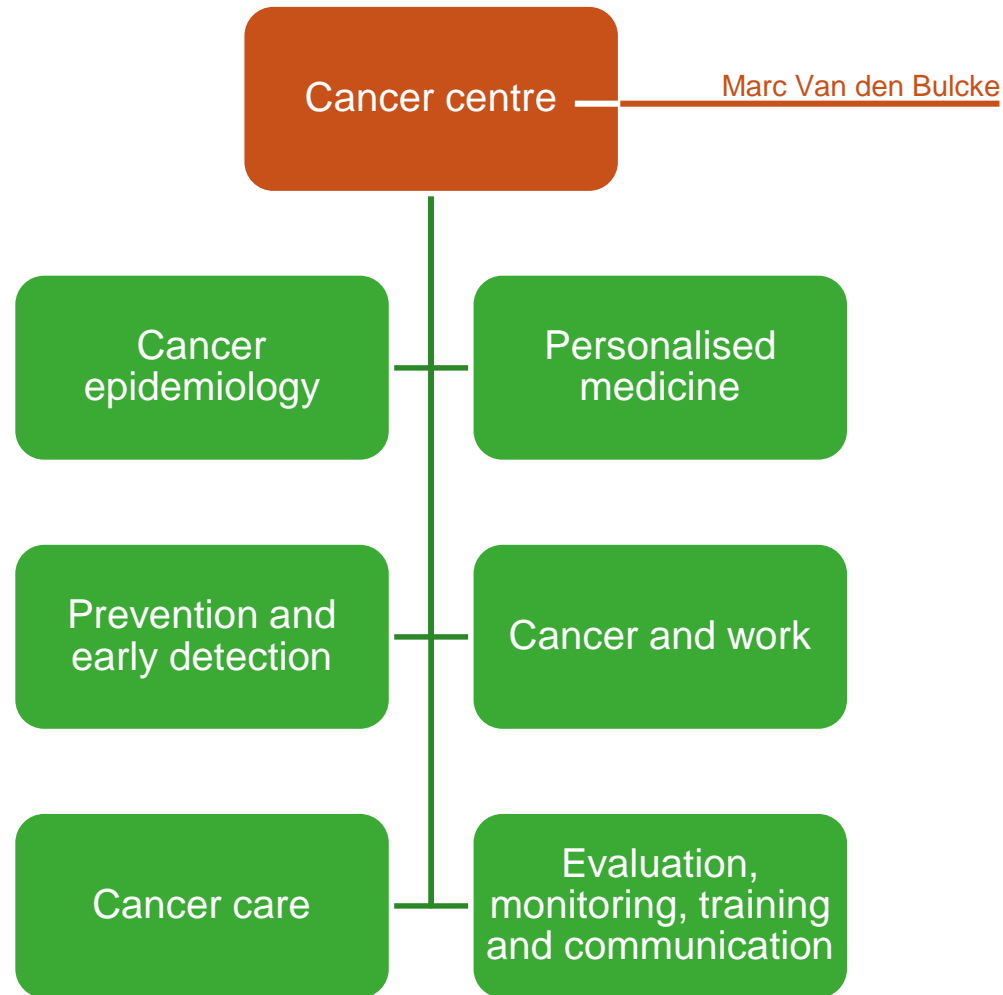 Cancer centre
Marc Van den Bulcke
Cancer
epidemiology
Personalised
medicine
Prevention and
early detection
Cancer and work
Cancer care
Evaluation,
monitoring, training
and communication